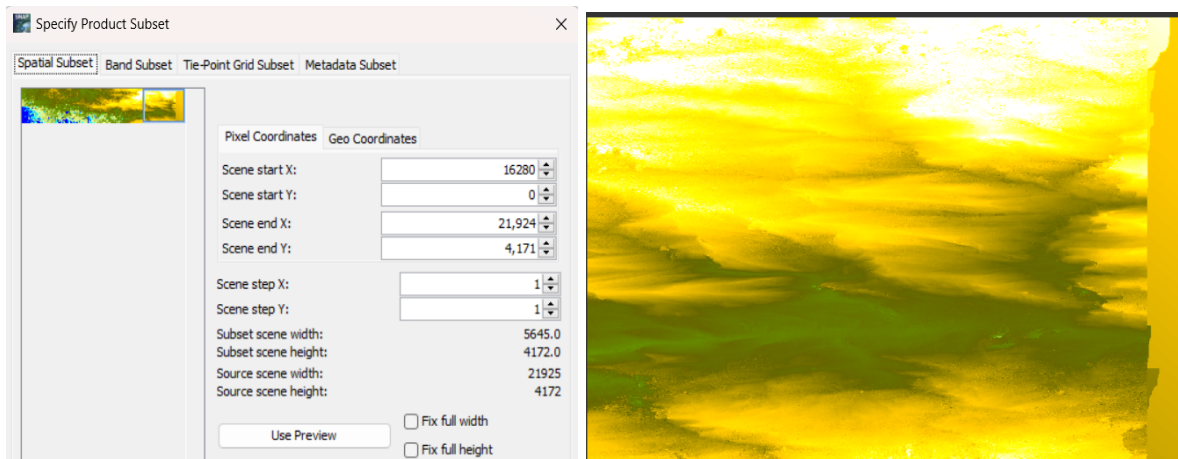 Specify Product Subset
Spatial Subset Band Subset Tie-Point Grid Subset Metadata Subset
Pixel Coordinates Geo Coordinates
Scene start X: 16280
Scene start Y: 0
Scene end X: 21,924
Scene end Y: 4,171
Scene step X: 1
Scene step Y: 1
Subset scene width: 5645.0
Subset scene height: 4172.0
Source scene width: 21925
Source scene height: 4172
Fix full width
Use Preview
Fix full height